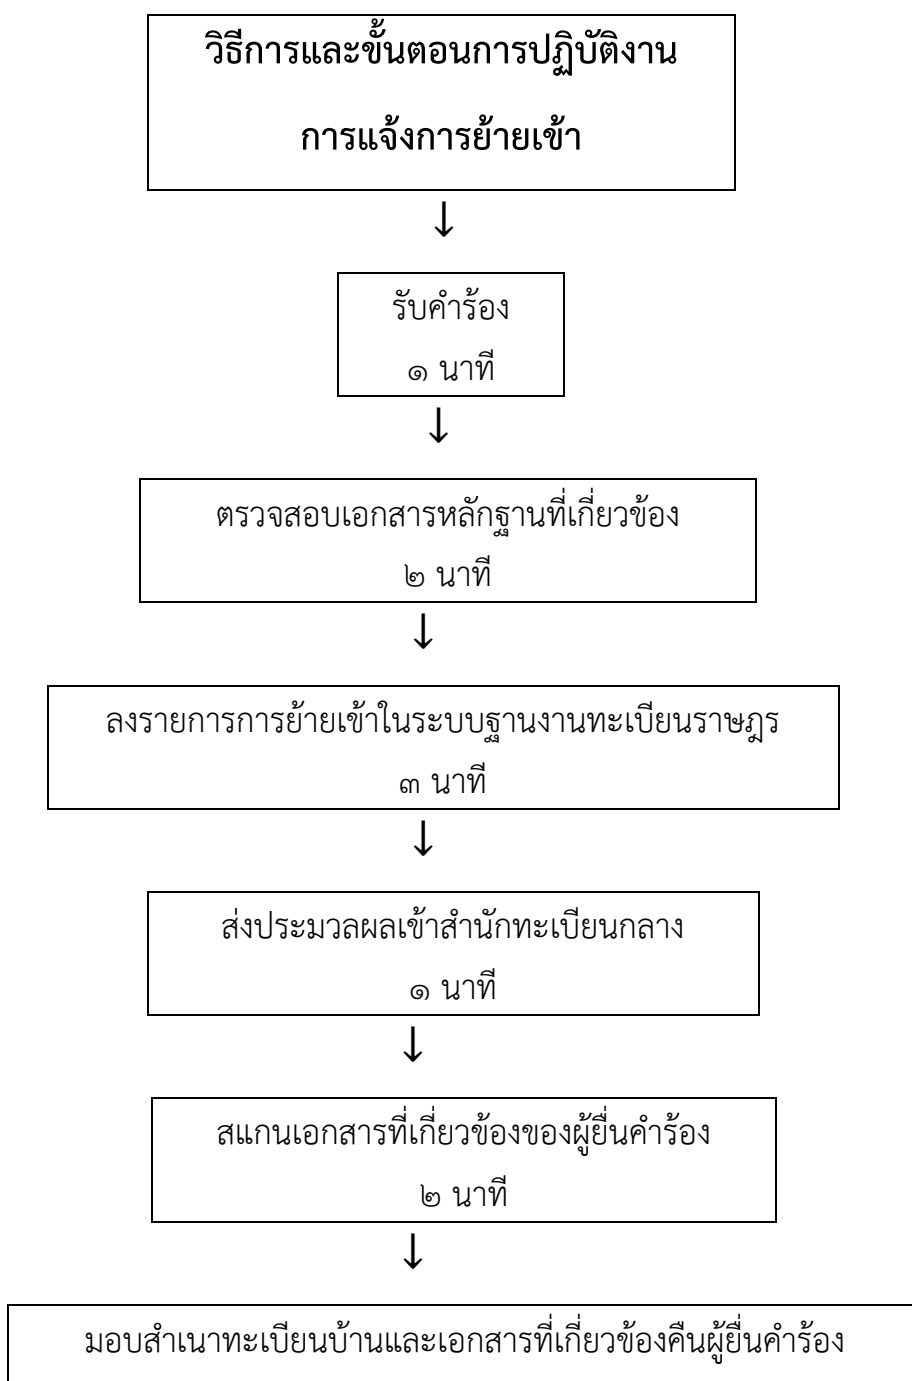 วิธีการและขั้นตอนการปฏิบัติงาน
การแจ้งการย้ายเข้า
↓
รับคำร้อง
๑ นาที
↓
ตรวจสอบเอกสารหลักฐานที่เกี่ยวข้อง
๒ นาที
↓
ลงรายการการย้ายเข้าในระบบฐานงานทะเบียนราษฎร
๓ นาที
↓
ส่งประมวลผลเข้าสำนักทะเบียนกลาง
๑ นาที
↓
สแกนเอกสารที่เกี่ยวข้องของผู้ยื่นคำร้อง
๒ นาที
↓
มอบสำเนาทะเบียนบ้านและเอกสารที่เกี่ยวข้องคืนผู้ยื่นคำร้อง